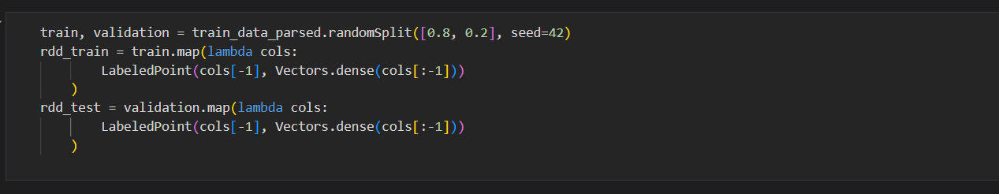 train, validation = train_data_parsed.randomSplit([0.8, 0.2], seed=42)
rdd_train = train.map(lambda cols:
        LabeledPoint(cols[-1], Vectors.dense(cols[:-1]))
    )
rdd_test = validation.map(lambda cols:
        LabeledPoint(cols[-1], Vectors.dense(cols[:-1]))
    )